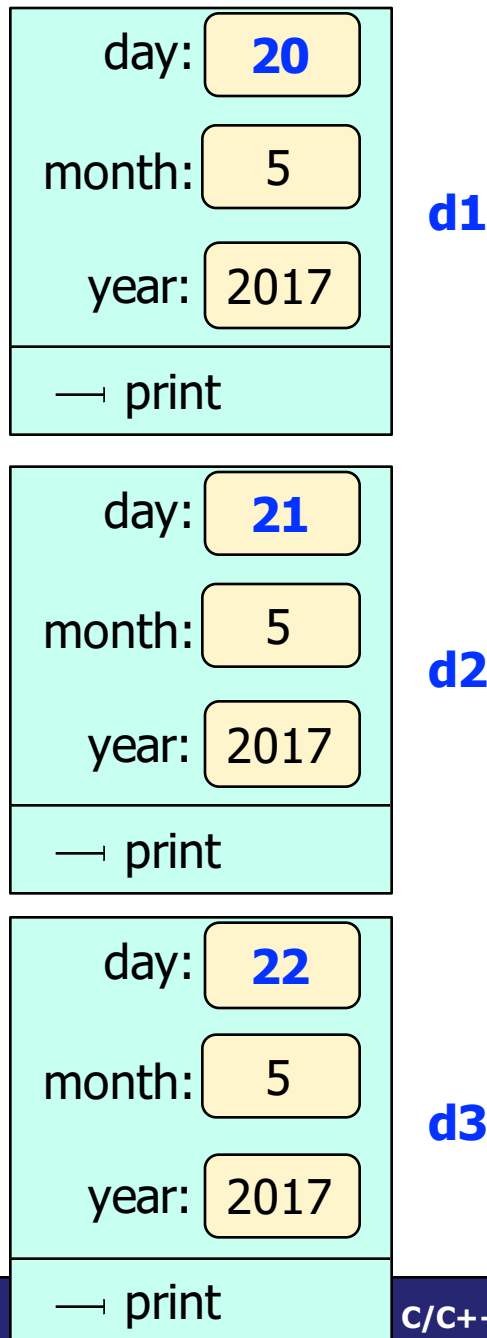 day: 20
month: 5
d1
year: 2017
print
day: 21
month: 5
d2
year: 2017
print
day: 22
month: 5
d3
year: 2017
print
C/C+